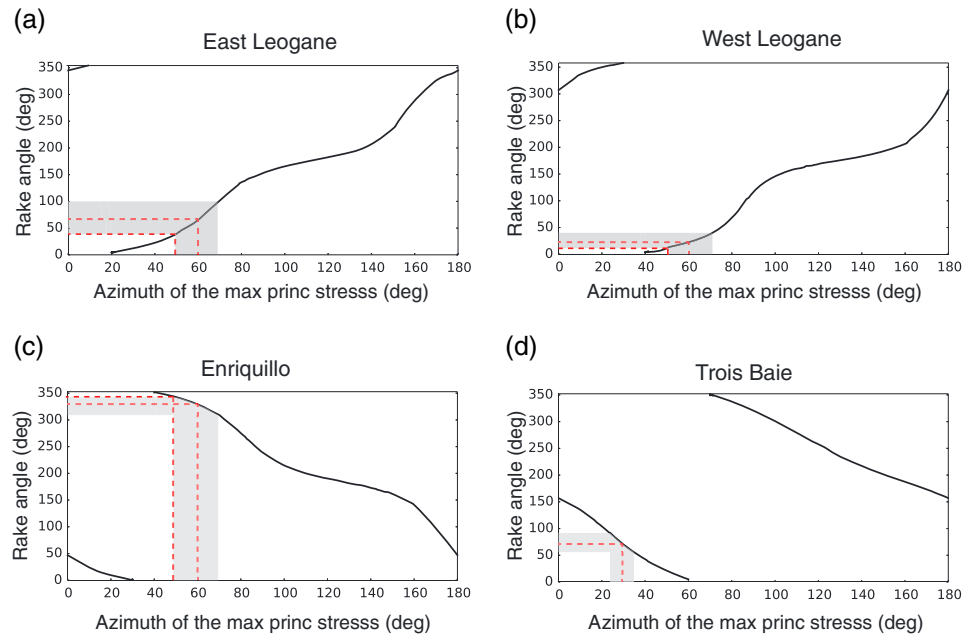 (a)
East Leogane
350
300
250
200
150
100
50
0
Rake angle (deg)
0 20 40 60 80 100 120 140 160 180
Azimuth of the max princ stresss (deg)
(b)
West Leogane
350
300
250
200
150
100
50
0
Rake angle (deg)
0 20 40 60 80 100 120 140 160 180
Azimuth of the max princ stresss (deg)
(c)
Enriquillo
350
300
250
200
150
100
50
0
Rake angle (deg)
0 20 40 60 80 100 120 140 160 180
Azimuth of the max princ stresss (deg)
(d)
Trois Baie
350
300
250
200
150
100
50
0
Rake angle (deg)
0 20 40 60 80 100 120 140 160 180
Azimuth of the max princ stresss (deg)